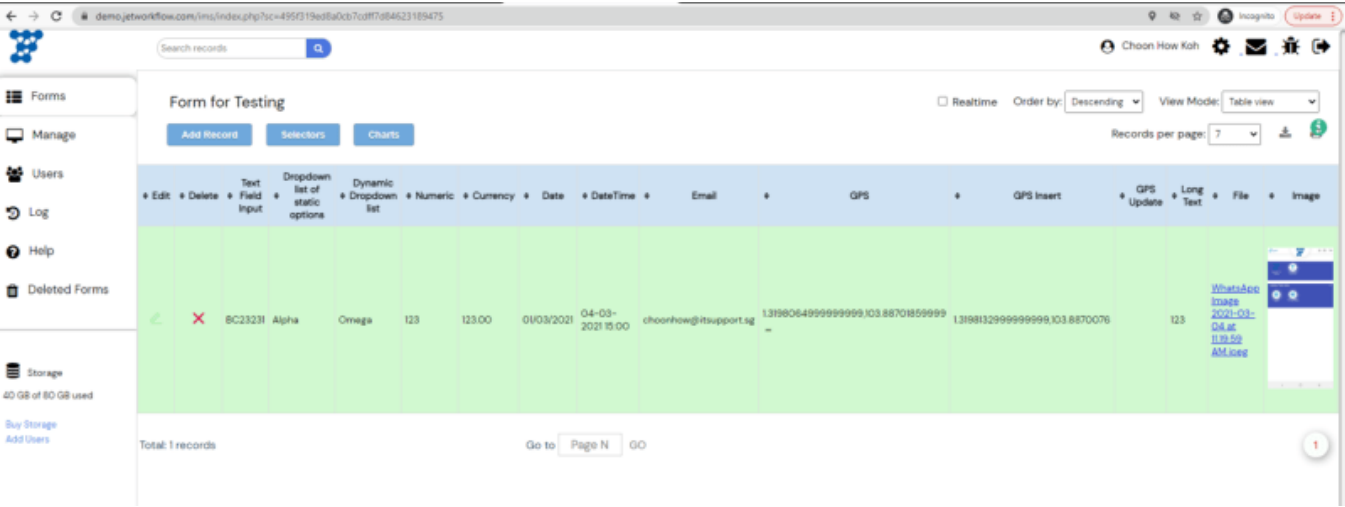 demo.jetworkflow.com/ims/index.php?sc=495f319ed8a0cb7cdff7d84623189475
Incognito
Update
Search records
Choon How Koh
Forms
Manage
Users
Log
Help
Deleted Forms
Storage
40 GB of 80 GB used
Buy Storage
Add Users
Form for Testing
Realtime Order by: Descending View Mode: Table view
Add Record Selectors Charts
Records per page: 7
Edit
Delete
Text
Field
Input
Dropdown
list of
static
options
Dynamic
Dropdown
list
Numeric
Currency
Date
DateTime
Email
GPS
GPS Insert
GPS
Update
Long
Text
File
Image
BC23231
Alpha
Omega
123
123.00
01/03/2021
04-03-
2021 15:00
choonhow@itsupport.sg
1.3198064999999999,103.88701859999
...
1.3198132999999999,103.8870076
123
WhatsApp
Image
2021-03-
04 at
11.19.59
AM.jpeg
Total: 1 records
Go to Page N GO
1